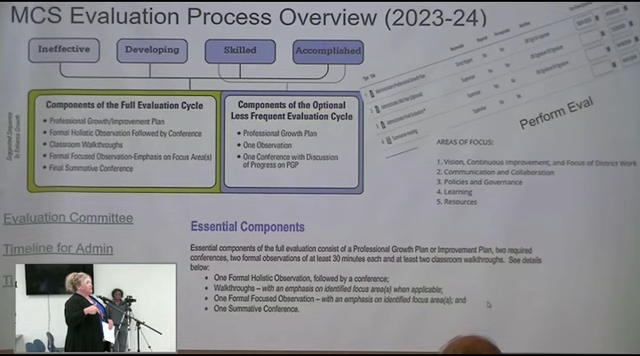 MCS Evaluation Process Overview (2023-24)
Ineffective
Developing
Skilled
Accomplished
Components of the Full Evaluation Cycle
• Professional Growth/Improvement Plan
• Formal Holistic Observation Followed by Conference
• Classroom Walkthroughs
• Formal Focused Observation-Emphasis on Focus Area(s)
• Final Summative Conference
Components of the Optional
Less Frequent Evaluation Cycle
• Professional Growth Plan
• One Observation
• One Conference with Discussion
of Progress on PGP
Perform Eval
AREAS OF FOCUS:
1. Vision, Continuous Improvement, and Focus of District Work
2. Communication and Collaboration
3. Policies and Governance
4. Learning
5. Resources
Evaluation Committee
Timeline for Admin
Essential Components
Essential components of the full evaluation consist of a Professional Growth Plan or Improvement Plan, two required
conferences, two formal observations of at least 30 minutes each and at least two classroom walkthroughs. See details
below:
• One Formal Holistic Observation, followed by a conference;
• Walkthroughs – with an emphasis on identified focus area(s) when applicable;
• One Formal Focused Observation – with an emphasis on identified focus area(s); and
• One Summative Conference.